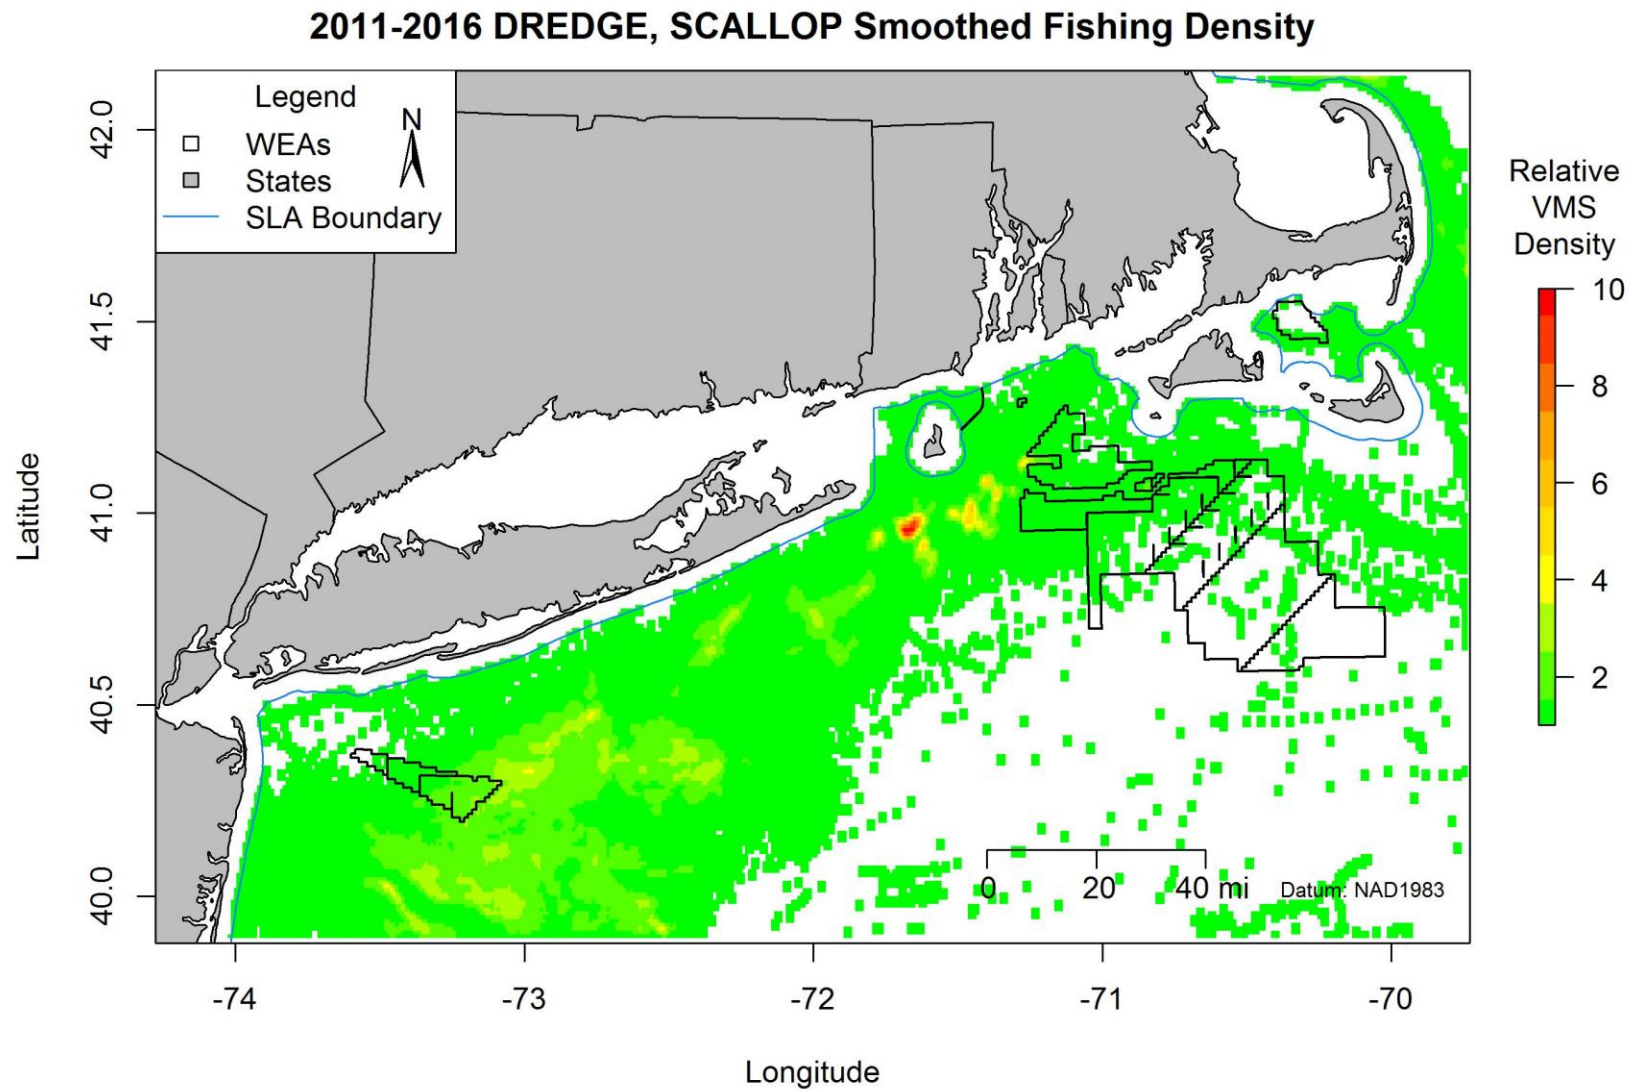 2011-2016 DREDGE, SCALLOP Smoothed Fishing Density
Legend
N
WEAs
States
SLA Boundary
Relative
VMS
Density
10
8
6
4
2
Latitude
42.0
41.5
41.0
40.5
40.0
0 20 40 mi
Datum: NAD1983
-74 -73 -72 -71 -70
Longitude